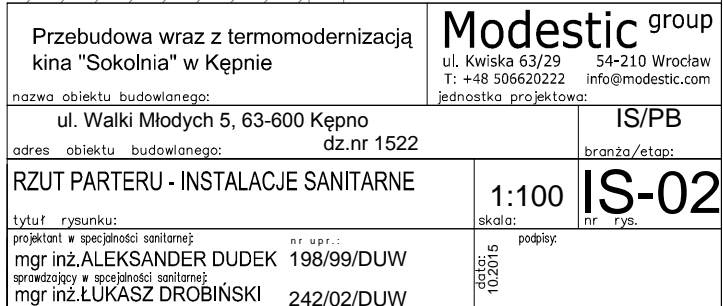 Przebudowa wraz z termomodernizacją
kina "Sokolnia" w Kępnie
nazwa obiektu budowlanego:
Modestic group
ul. Kwiska 63/29 54-210 Wrocław
T: +48 506620222 info@modestic.com
jednostka projektowa:
ul. Walki Młodych 5, 63-600 Kępno
dz.nr 1522
adres obiektu budowlanego:
IS/PB
branża/etap:
RZUT PARTERU - INSTALACJE SANITARNE
tytuł rysunku:
1:100
skala:
IS-02
nr rys.
projektant w specjalności sanitarnej:
nr upr.:
mgr inż.ALEKSANDER DUDEK 198/99/DUW
sprawdzający w spcejalności sanitarnej:
mgr inż.ŁUKASZ DROBIŃSKI 242/02/DUW
data:
10.2015
podpisy: